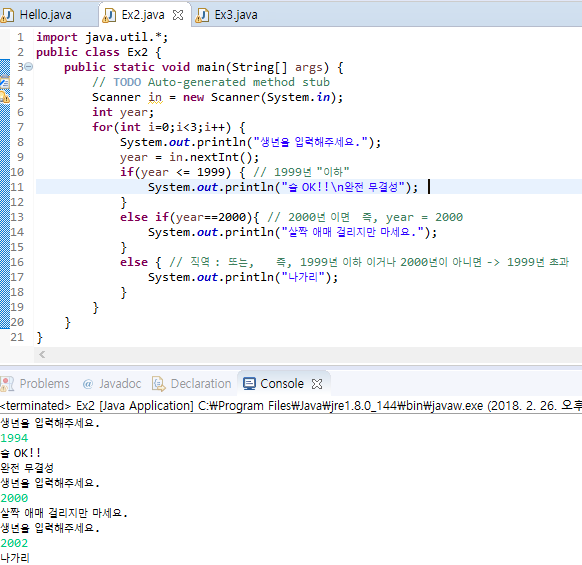 Hello.java Ex2.java Ex3.java
1 import java.util.*;
2 public class Ex2 {
3 public static void main(String[] args) {
4 // TODO Auto-generated method stub
5 Scanner in = new Scanner(System.in);
6 int year;
7 for(int i=0;i<3;i++) {
8 System.out.println("생년을 입력해주세요.");
9 year = in.nextInt();
10 if(year <= 1999) { // 1999년 "이하"
11 System.out.println("술 OK!!\n완전 무결성");
12 }
13 else if(year==2000){ // 2000년 이면 즉, year = 2000
14 System.out.println("살짝 애매 걸리지만 마세요.");
15 }
16 else { // 직역 : 또는, 즉, 1999년 이하 이거나 2000년이 아니면 -> 1999년 초과
17 System.out.println("나가리");
18 }
19 }
20 }
21 }
Problems @ Javadoc Declaration Console
<terminated> Ex2 [Java Application] C:₩Program Files₩Java₩jre1.8.0_144₩bin₩javaw.exe (2018. 2. 26. 오후
생년을 입력해주세요.
1994
술 OK!!
완전 무결성
생년을 입력해주세요.
2000
살짝 애매 걸리지만 마세요.
생년을 입력해주세요.
2002
나가리